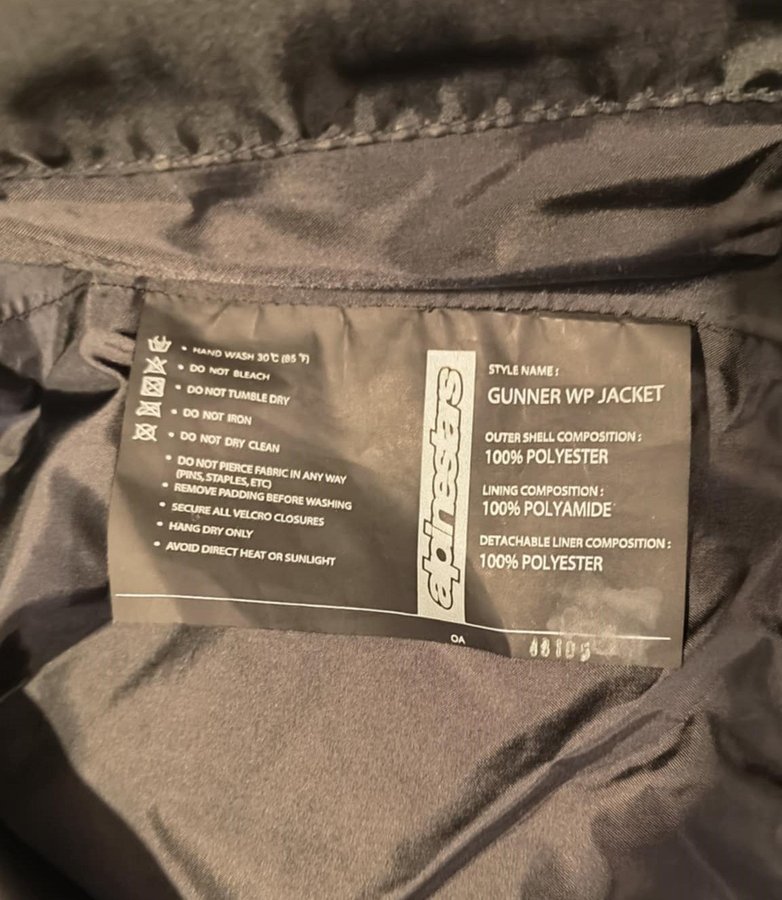 • HAND WASH 30℃ (85 ℉)
• DO NOT BLEACH
• DO NOT TUMBLE DRY
• DO NOT IRON
• DO NOT DRY CLEAN
• DO NOT PIERCE FABRIC IN ANY WAY
(PINS, STAPLES, ETC)
• REMOVE PADDING BEFORE WASHING
• SECURE ALL VELCRO CLOSURES
• HANG DRY ONLY
• AVOID DIRECT HEAT OR SUNLIGHT
alpinestars
STYLE NAME :
GUNNER WP JACKET
OUTER SHELL COMPOSITION :
100% POLYESTER
LINING COMPOSITION :
100% POLYAMIDE
DETACHABLE LINER COMPOSITION :
100% POLYESTER
OA